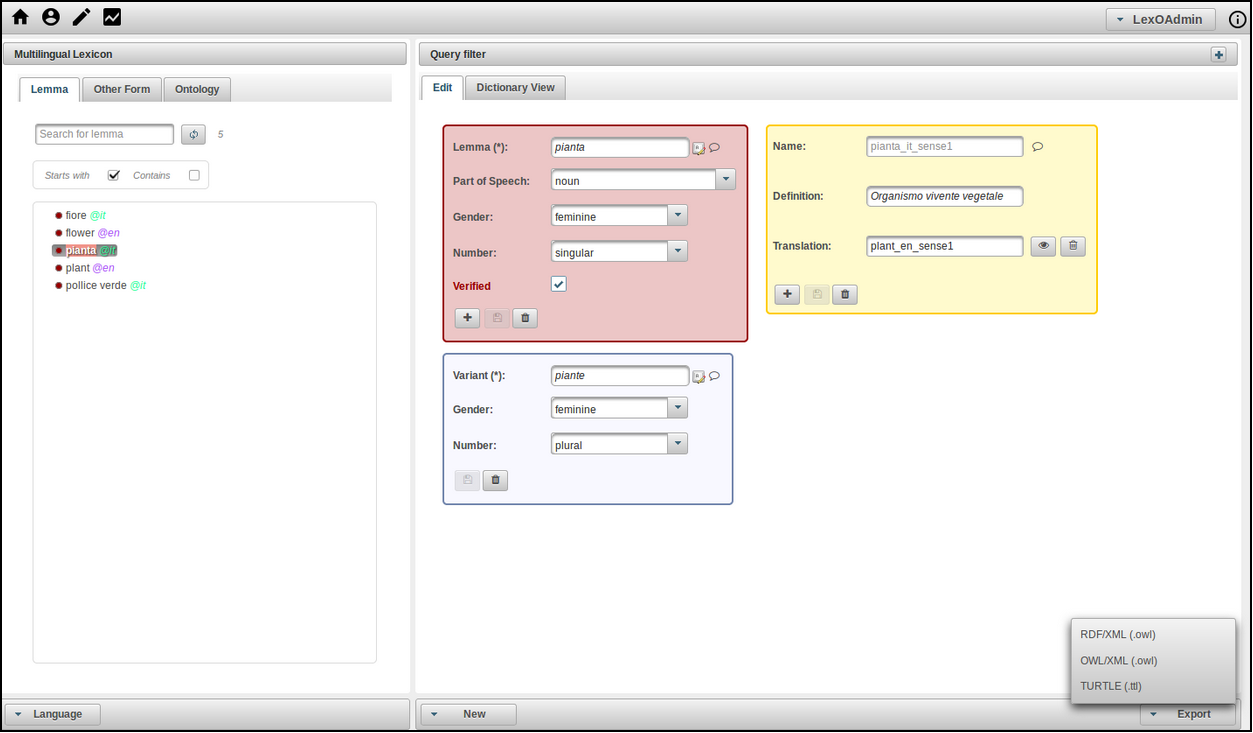 LexOAdmin
Multilingual Lexicon
Lemma Other Form Ontology
Search for lemma 5
Starts with Contains
fiore @it
flower @en
pianta @it
plant @en
pollice verde @it
Language
Query filter
Edit Dictionary View
Lemma (*): pianta
Part of Speech: noun
Gender: feminine
Number: singular
Verified
Name: pianta_it_sense1
Definition: Organismo vivente vegetale
Translation: plant_en_sense1
Variant (*): piante
Gender: feminine
Number: plural
RDF/XML (.owl)
OWL/XML (.owl)
TURTLE (.ttl)
New Export